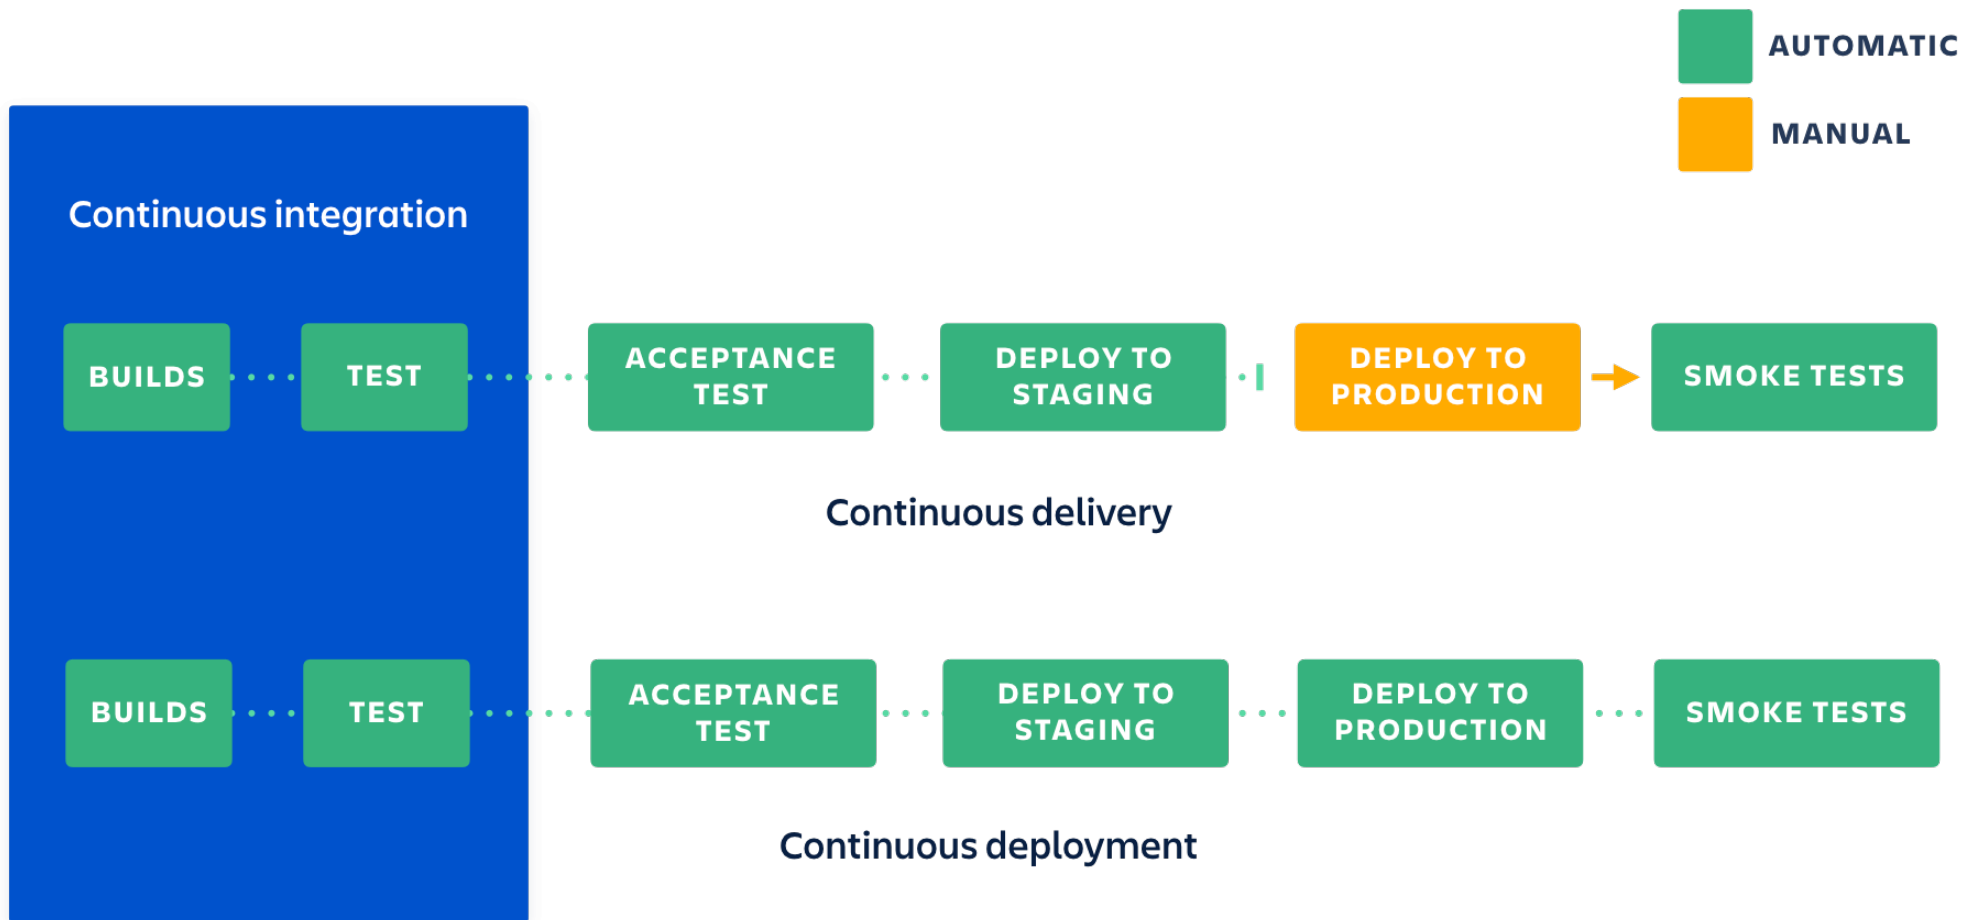 AUTOMATIC
MANUAL
Continuous integration
BUILDS
TEST
ACCEPTANCE
TEST
DEPLOY TO
STAGING
DEPLOY TO
PRODUCTION
SMOKE TESTS
Continuous delivery
BUILDS
TEST
ACCEPTANCE
TEST
DEPLOY TO
STAGING
DEPLOY TO
PRODUCTION
SMOKE TESTS
Continuous deployment